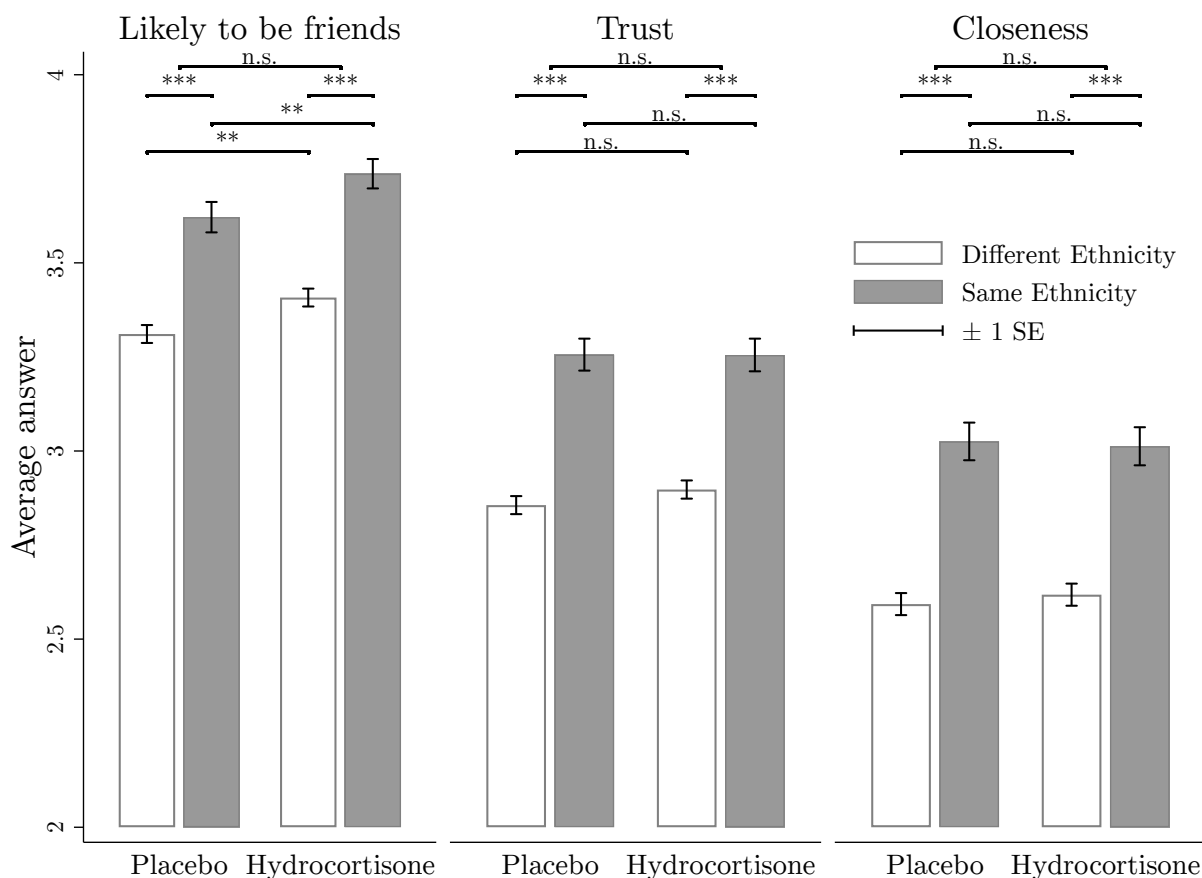 Likely to be friends
Trust
Closeness
n.s.
n.s.
n.s.
4
***
***
***
***
***
***
**
n.s.
n.s.
**
n.s.
n.s.
3.5
Different Ethnicity
Same Ethnicity
± 1 SE
Average answer
3
2.5
2
Placebo
Hydrocortisone
Placebo
Hydrocortisone
Placebo
Hydrocortisone